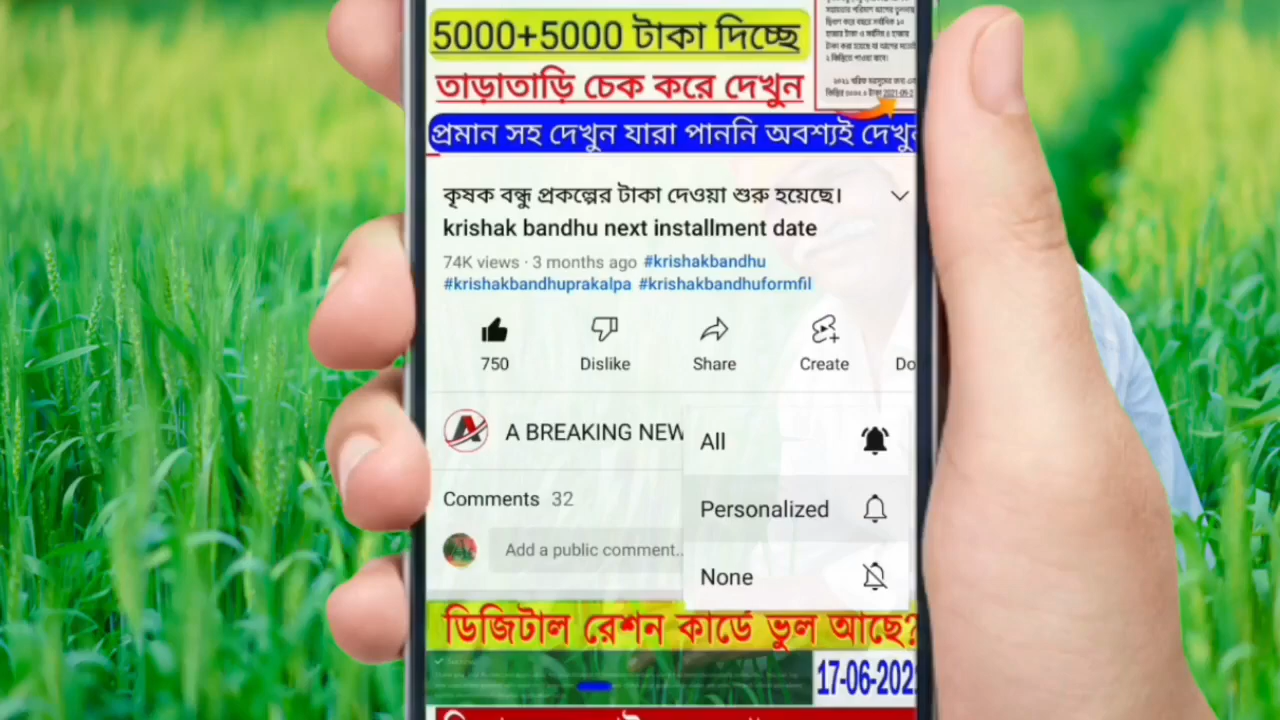 5000+5000 টাকা দিচ্ছে
তাড়াতাড়ি চেক করে দেখুন
প্রমান সহ দেখুন যারা পাননি অবশ্যই দেখুন
কৃষক বন্ধু প্রকল্পের টাকা দেওয়া শুরু হয়েছে।
krishak bandhu next installment date
74K views · 3 months ago #krishakbandhu
#krishakbandhuprakalpa #krishakbandhuformfil
750 Dislike Share Create Do
A BREAKING NEW
All
Personalized
None
Comments 32
Add a public comment..
ডিজিটাল রেশন কার্ডে ভুল আছে?
17-06-202